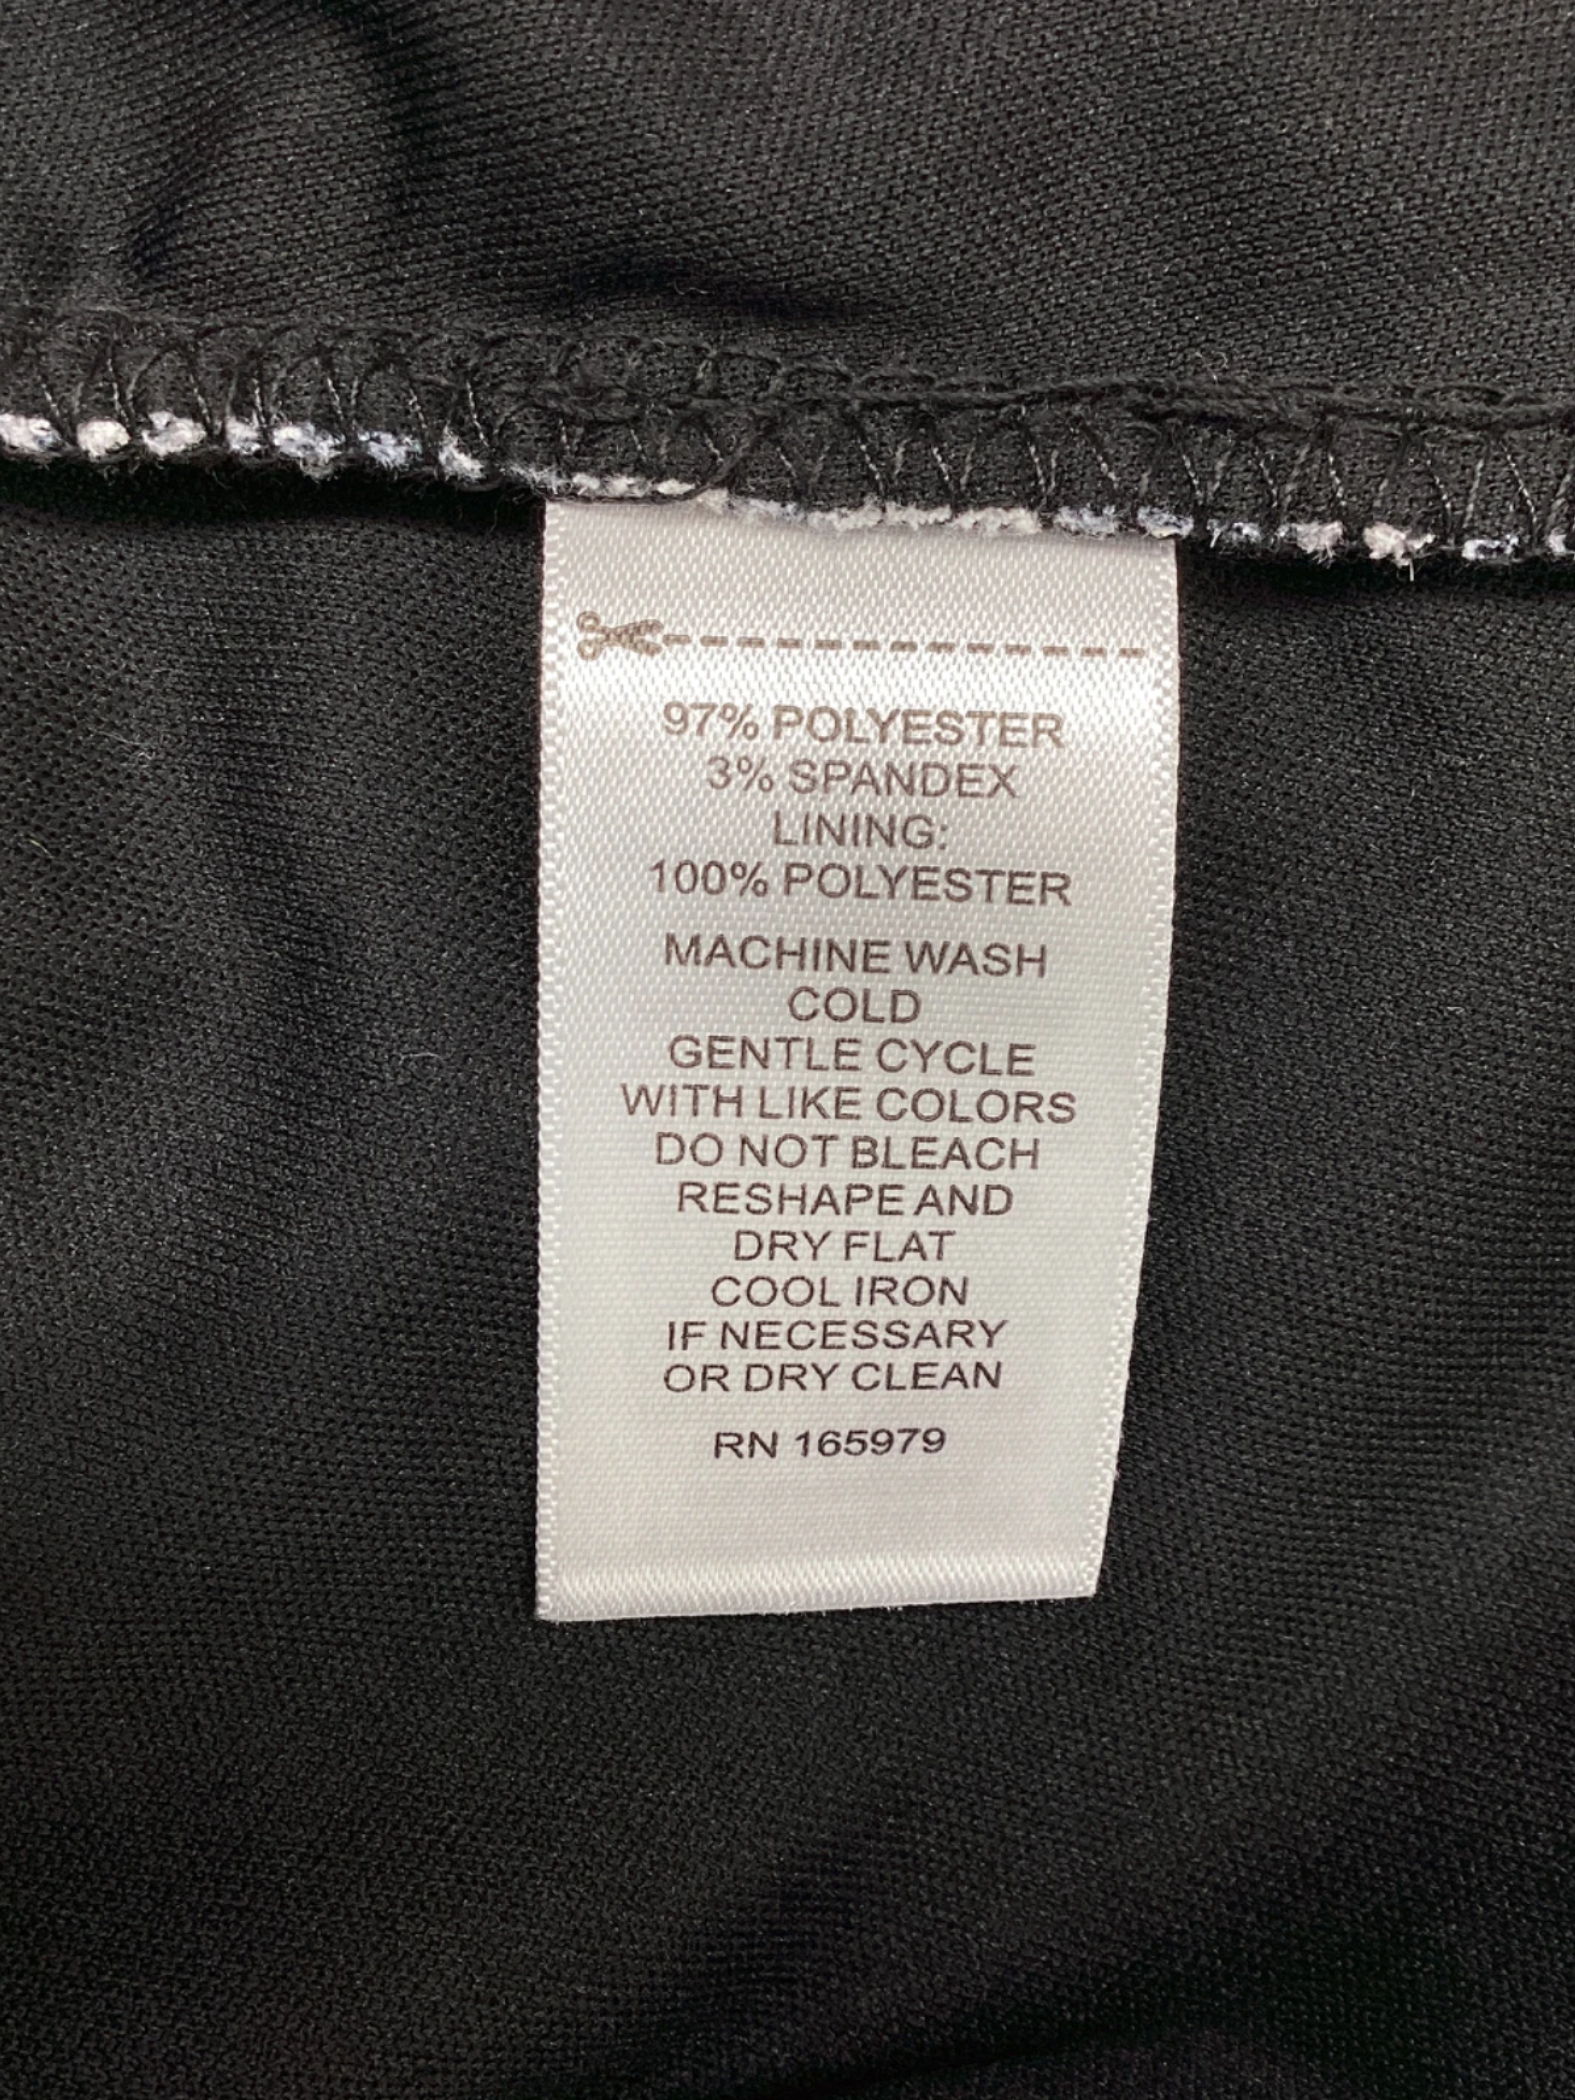 97% POLYESTER
3% SPANDEX
LINING:
100% POLYESTER
MACHINE WASH
COLD
GENTLE CYCLE
WITH LIKE COLORS
DO NOT BLEACH
RESHAPE AND
DRY FLAT
COOL IRON
IF NECESSARY
OR DRY CLEAN
RN 165979